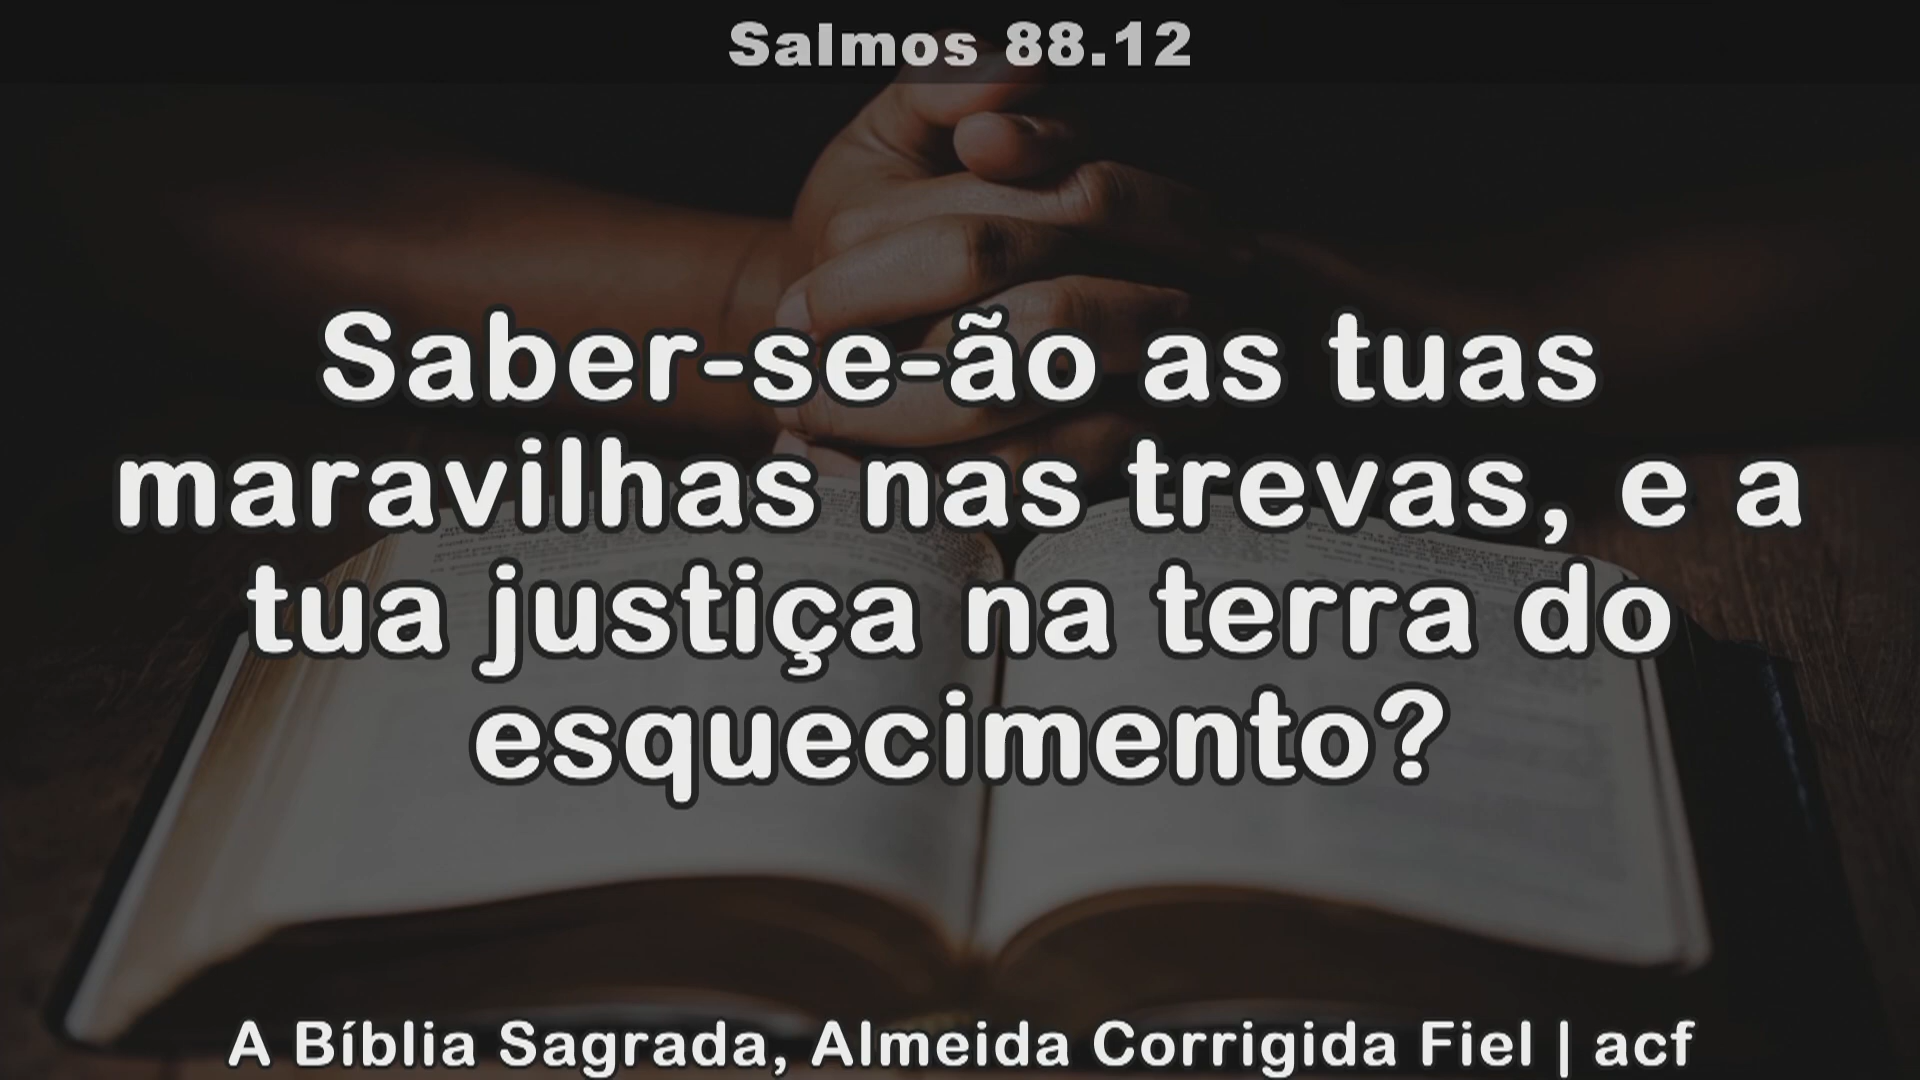 Salmos 88.12
Saber-se-ão as tuas
maravilhas nas trevas, e a
tua justiça na terra do
esquecimento?
A Bíblia Sagrada, Almeida Corrigida Fiel | acf